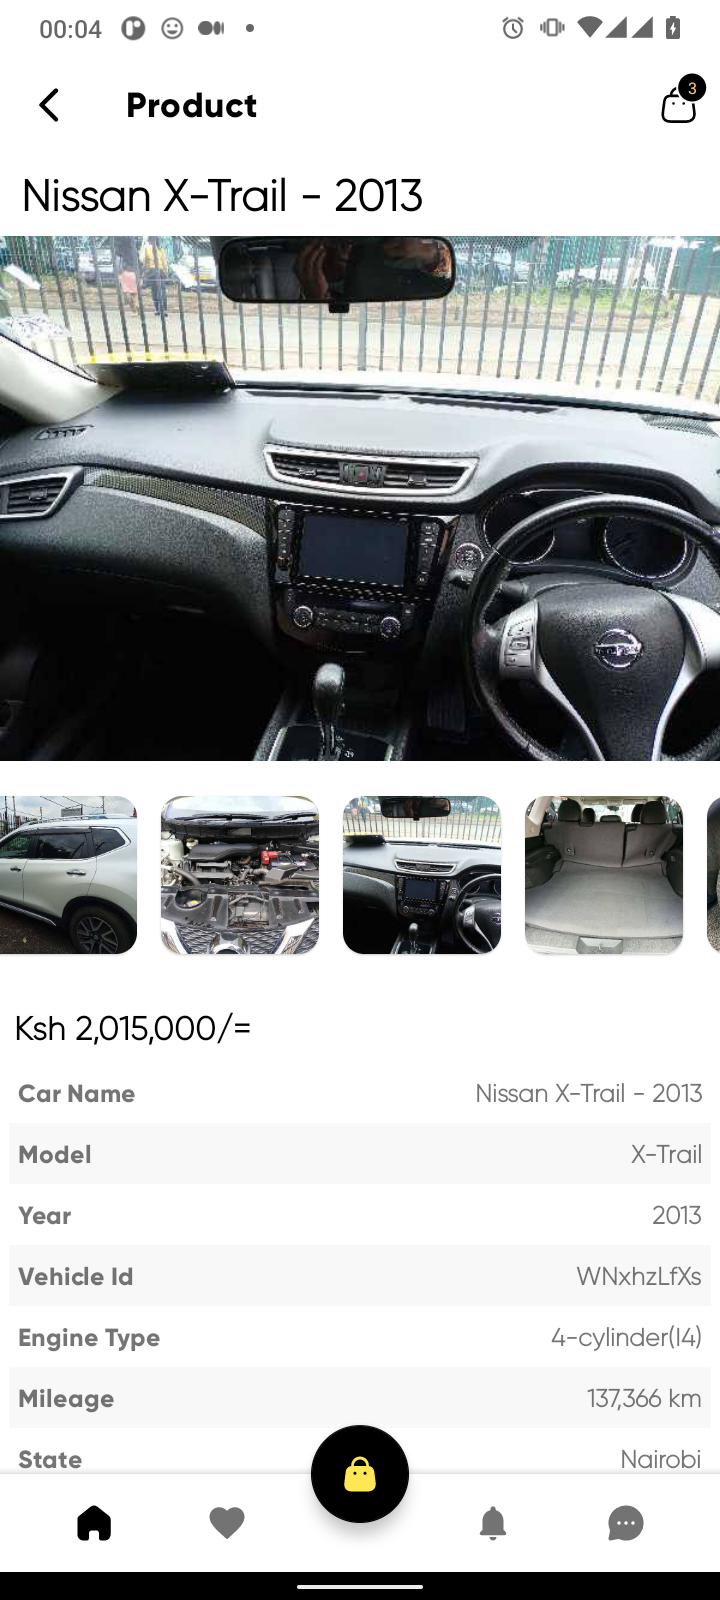 00:04
Product
3
Nissan X-Trail - 2013
Ksh 2,015,000/=
Car Name Nissan X-Trail - 2013
Model X-Trail
Year 2013
Vehicle Id WNxhzLfXs
Engine Type 4-cylinder(I4)
Mileage 137,366 km
State Nairobi